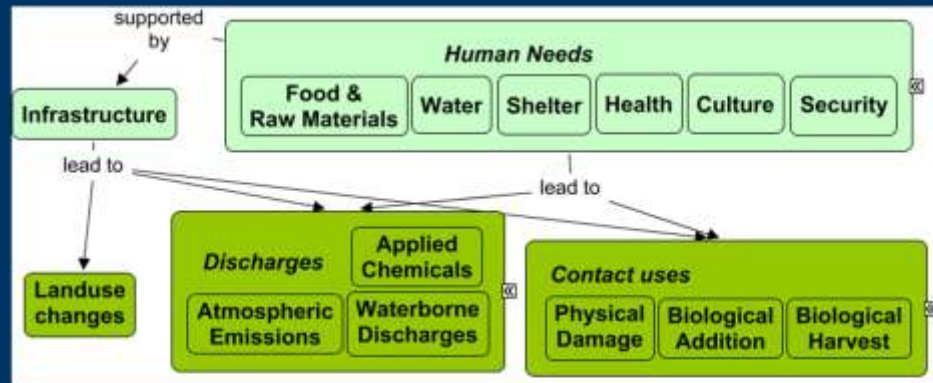 supported
by
Human Needs
Food &
Raw Materials
Water
Shelter
Health
Culture
Security
Infrastructure
lead to
lead to
Discharges
Applied
Chemicals
Atmospheric
Emissions
Waterborne
Discharges
Landuse
changes
Contact uses
Physical
Damage
Biological
Addition
Biological
Harvest